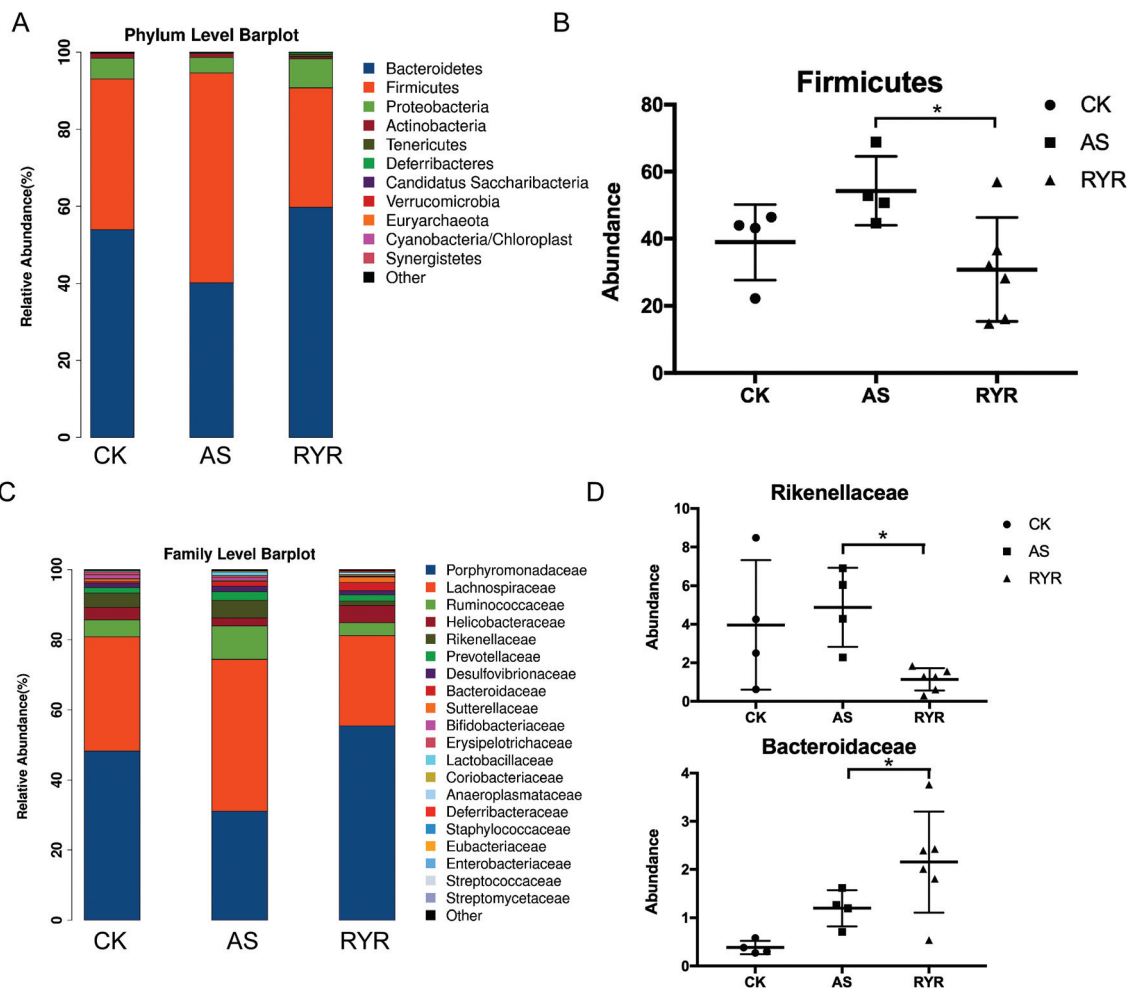 A
Phylum Level Barplot
Relative Abundance(%)
0
20
40
60
80
100
CK
AS
RYR
Bacteroidetes
Firmicutes
Proteobacteria
Actinobacteria
Tenericutes
Deferribacteres
Candidatus Saccharibacteria
Verrucomicrobia
Euryarchaeota
Cyanobacteria/Chloroplast
Synergistetes
Other
B
Firmicutes
Abundance
80
60
40
20
0
*
CK
AS
RYR
CK
AS
RYR
C
Family Level Barplot
Relative Abundance(%)
0
20
40
60
80
100
CK
AS
RYR
Porphyromonadaceae
Lachnospiraceae
Ruminococcaceae
Helicobacteraceae
Rikenellaceae
Prevotellaceae
Desulfovibrionaceae
Bacteroidaceae
Sutterellaceae
Bifidobacteriaceae
Erysipelotrichaceae
Lactobacillaceae
Coriobacteriaceae
Anaeroplasmataceae
Deferribacteraceae
Staphylococcaceae
Eubacteriaceae
Enterobacteriaceae
Streptococcaceae
Streptomycetaceae
Other
D
Rikenellaceae
Abundance
10
8
6
4
2
0
*
CK
AS
RYR
CK
AS
RYR
Bacteroidaceae
Abundance
4
3
2
1
0
*
CK
AS
RYR